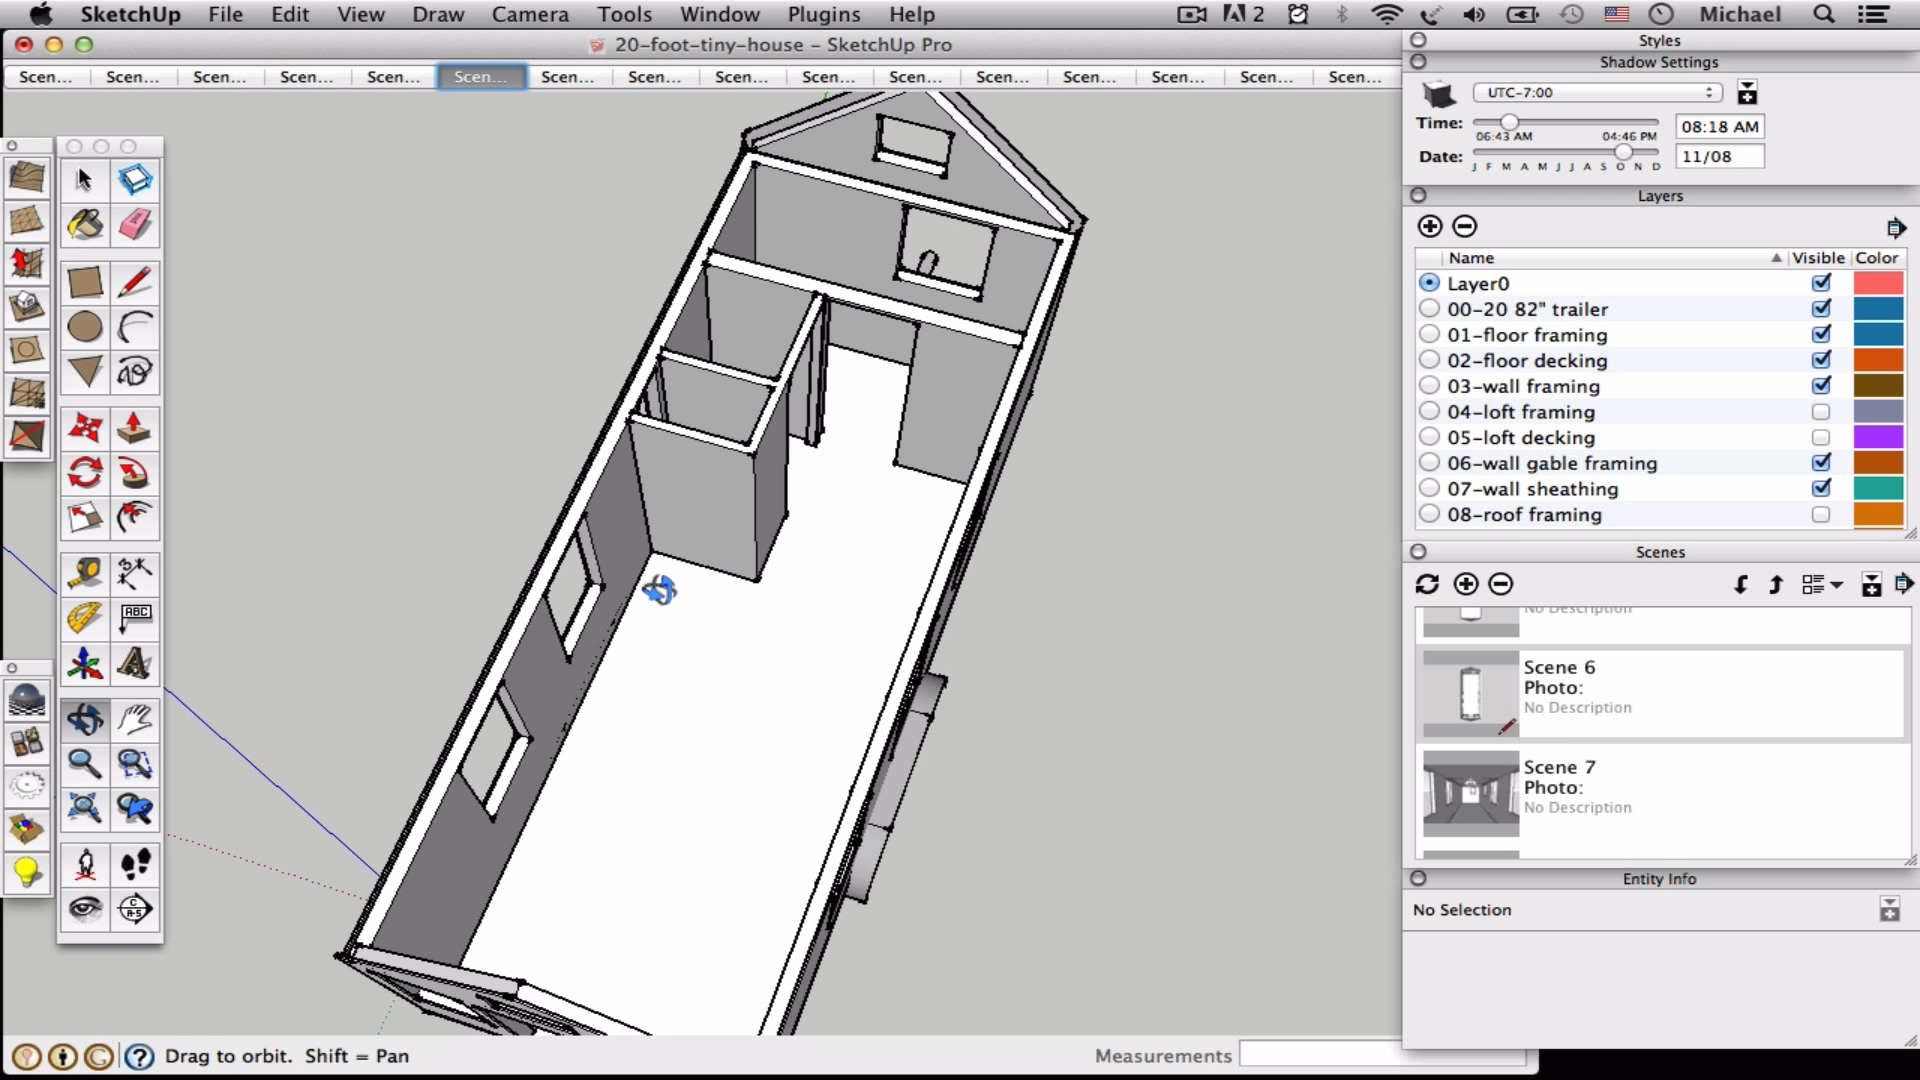 SketchUp File Edit View Draw Camera Tools Window Plugins Help 2 Michael
20-foot-tiny-house - SketchUp Pro
Scen... Scen... Scen... Scen... Scen... Scen... Scen... Scen... Scen... Scen... Scen... Scen... Scen... Scen... Scen... Scen...
Styles
Shadow Settings
UTC-7:00
Time: 06:43 AM 04:46 PM 08:18 AM
Date: J F M A M J J A S O N D 11/08
Layers
Name Visible Color
Layer0
00-20 82" trailer
01-floor framing
02-floor decking
03-wall framing
04-loft framing
05-loft decking
06-wall gable framing
07-wall sheathing
08-roof framing
Scenes
No Description
Scene 6
Photo:
No Description
Scene 7
Photo:
No Description
Entity Info
No Selection
ABC
Drag to orbit. Shift = Pan
Measurements